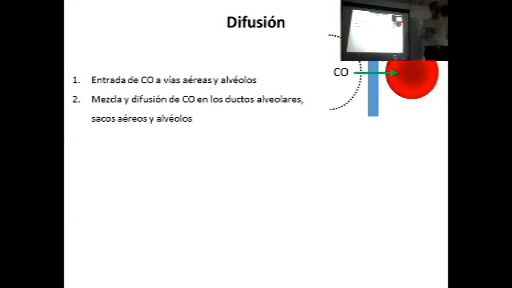 Difusión
CO
1. Entrada de CO a vías aéreas y alvéolos
2. Mezcla y difusión de CO en los ductos alveolares,
sacos aéreos y alvéolos